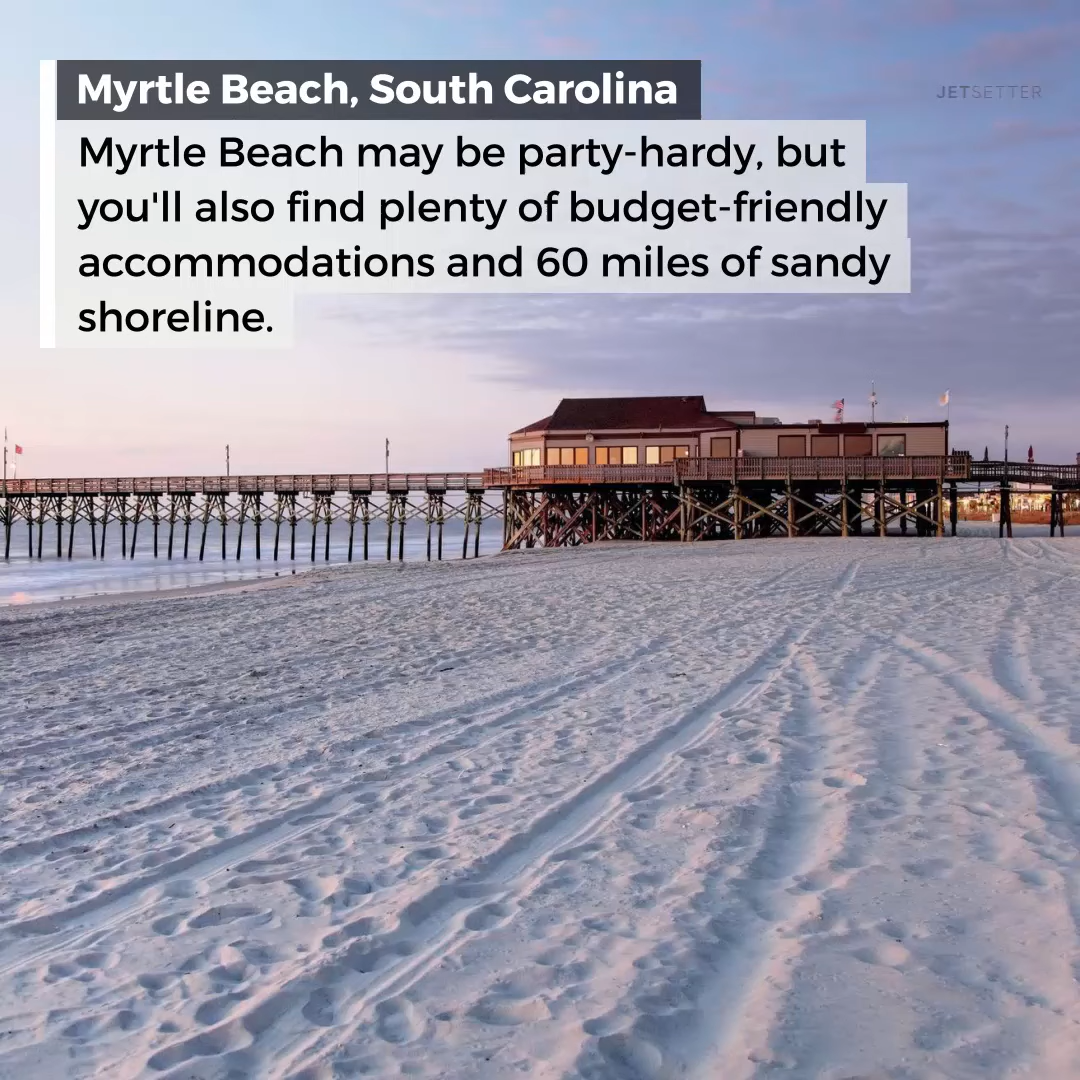 Myrtle Beach, South Carolina
JETSETTER
Myrtle Beach may be party-hardy, but
you'll also find plenty of budget-friendly
accommodations and 60 miles of sandy
shoreline.